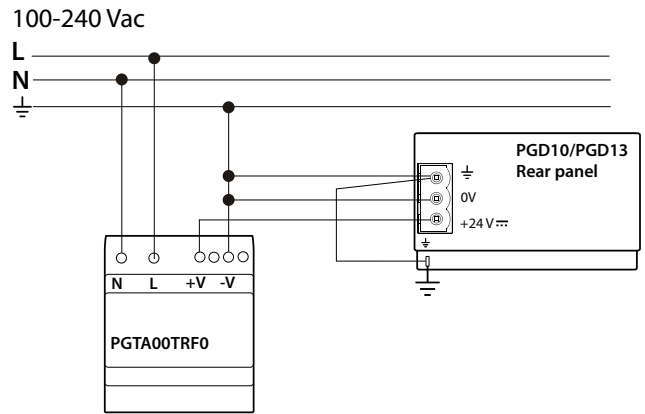 100-240 Vac
L
N
PGD10/PGD13
Rear panel
0V
+24 V
N L +V -V
PGTA00TRF0